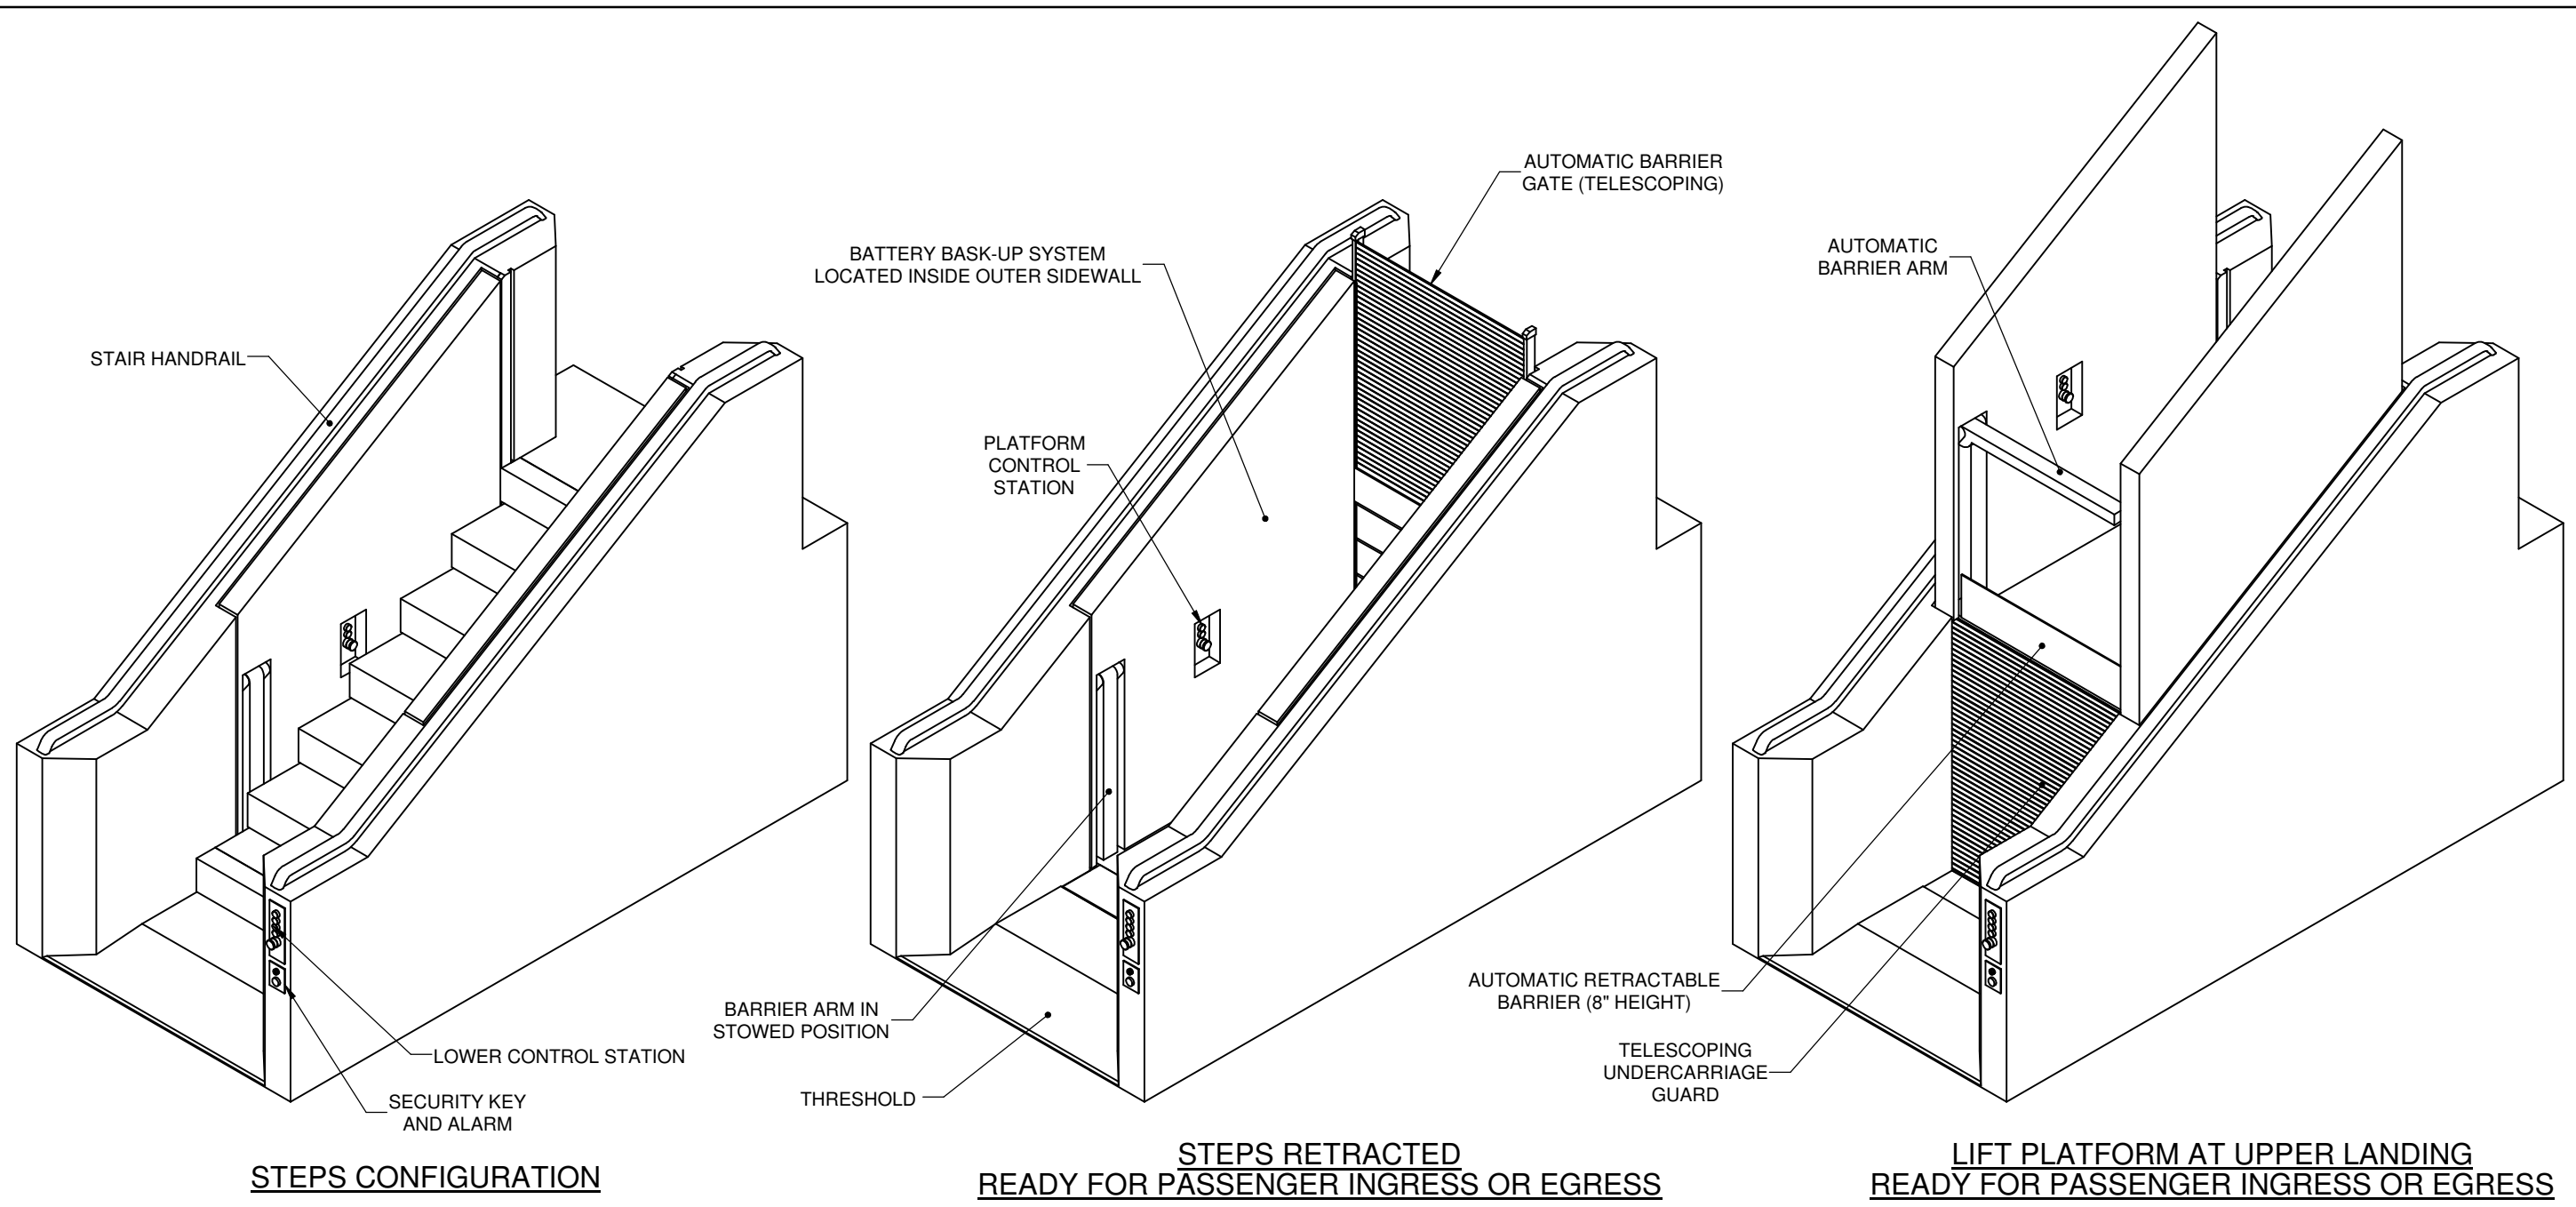 STAIR HANDRAIL
LOWER CONTROL STATION
SECURITY KEY
AND ALARM
STEPS CONFIGURATION
AUTOMATIC BARRIER
GATE (TELESCOPING)
BATTERY BASK-UP SYSTEM
LOCATED INSIDE OUTER SIDEWALL
PLATFORM
CONTROL
STATION
BARRIER ARM IN
STOWED POSITION
THRESHOLD
STEPS RETRACTED
READY FOR PASSENGER INGRESS OR EGRESS
AUTOMATIC
BARRIER ARM
AUTOMATIC RETRACTABLE
BARRIER (8" HEIGHT)
TELESCOPING
UNDERCARRIAGE
GUARD
LIFT PLATFORM AT UPPER LANDING
READY FOR PASSENGER INGRESS OR EGRESS